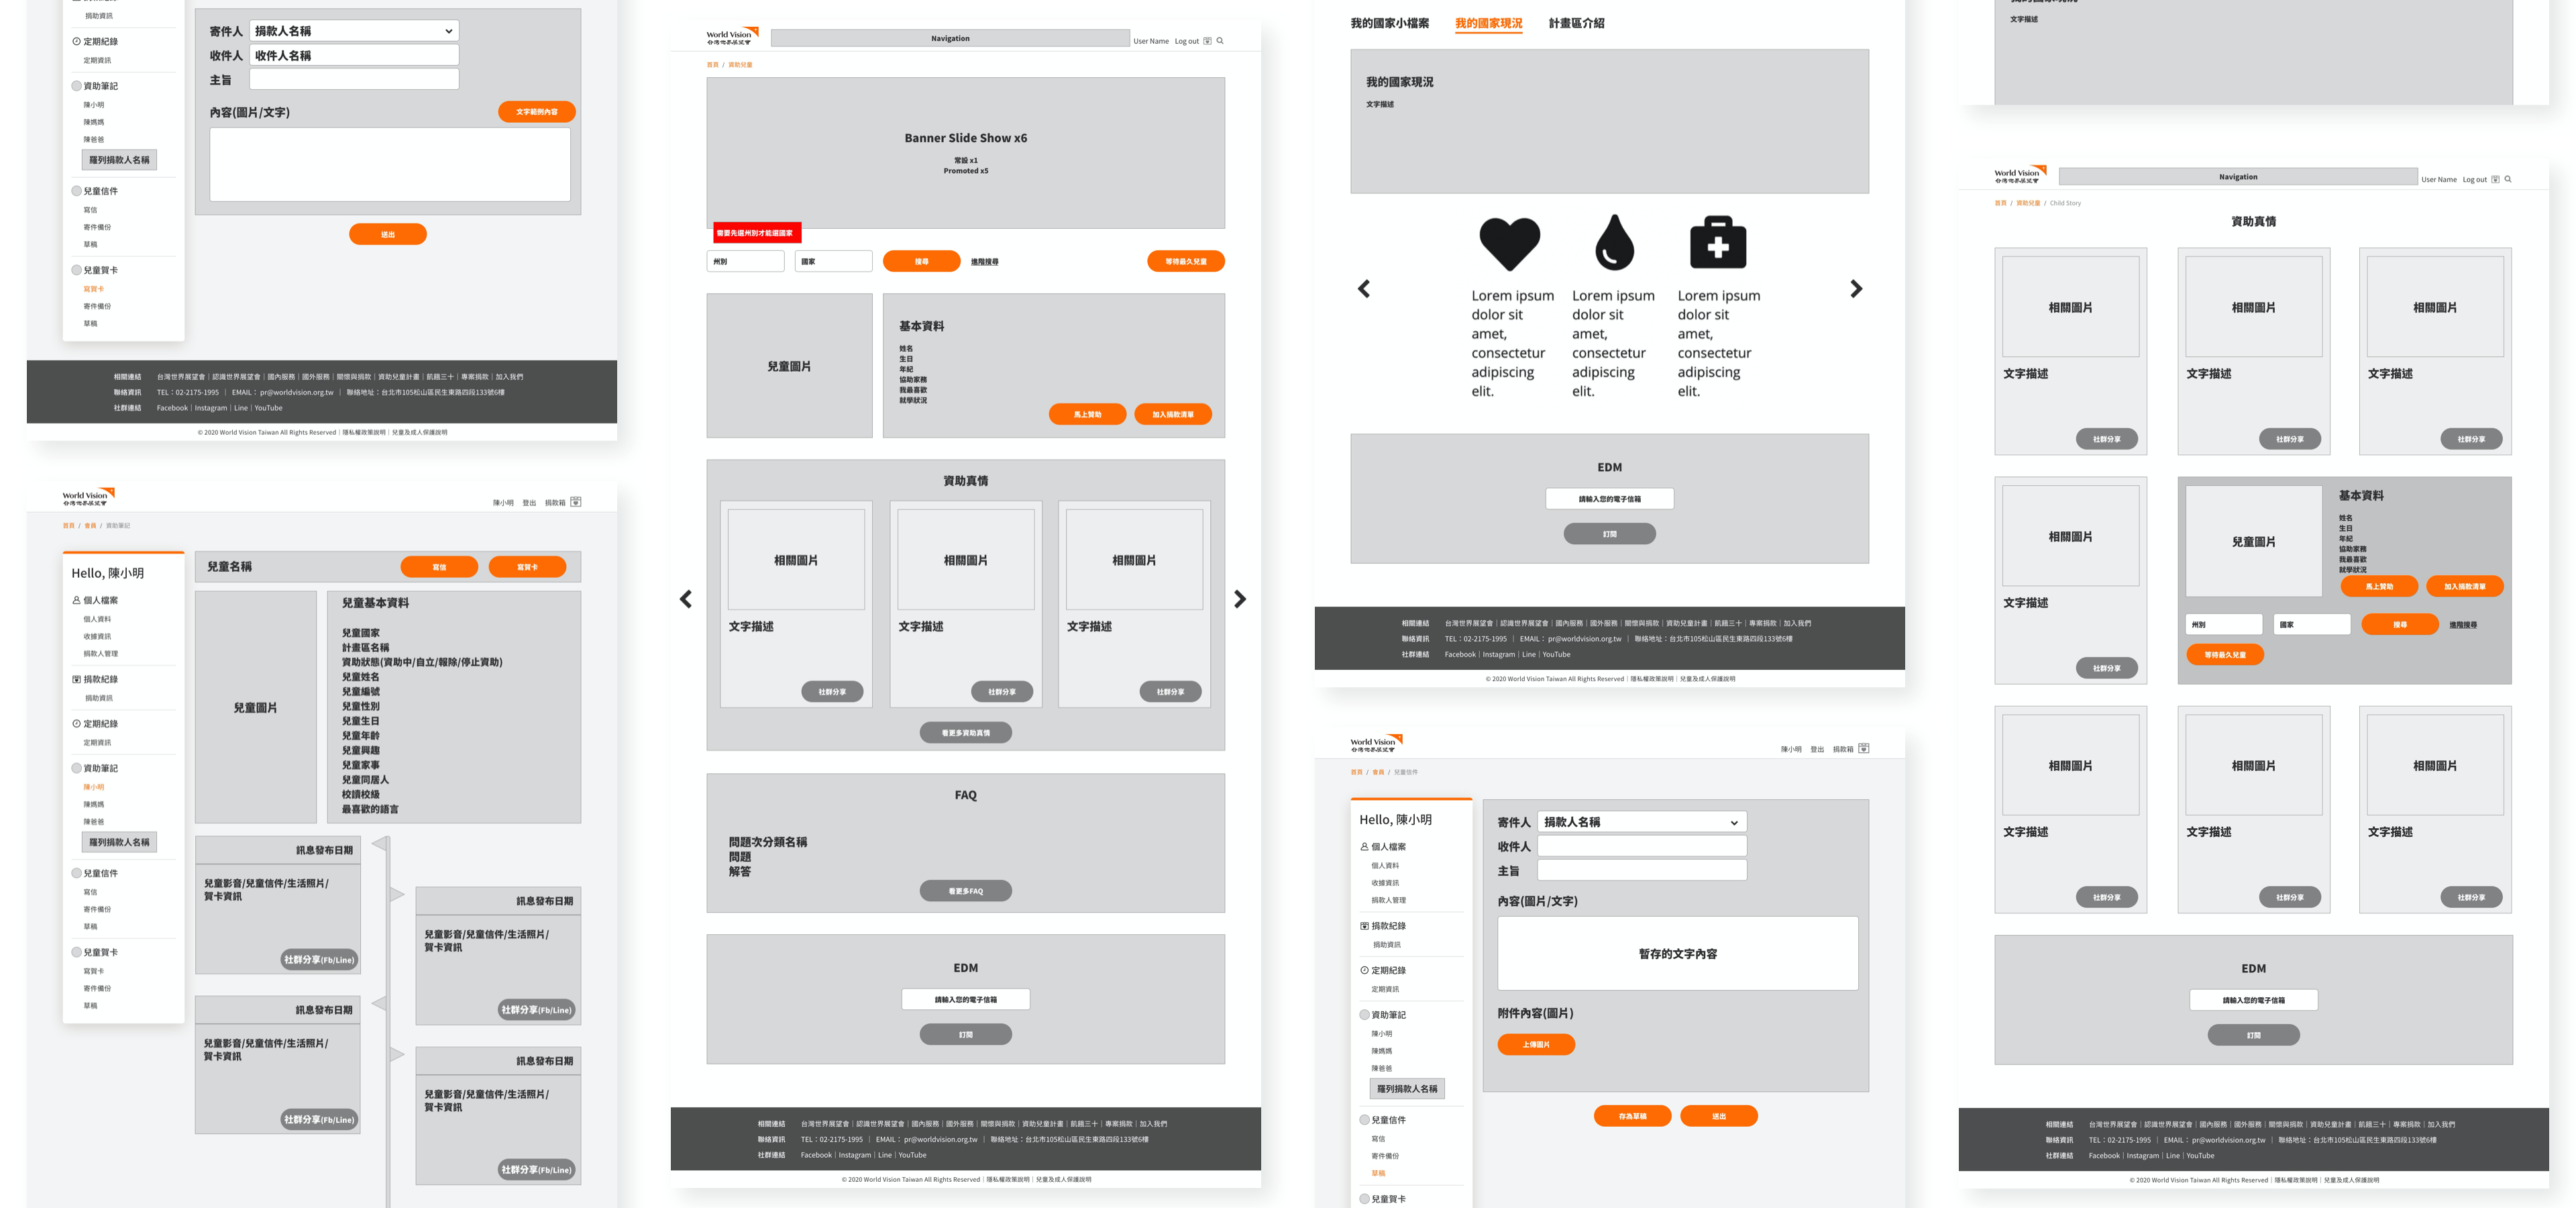 捐助資訊
定期紀錄
定期資訊
資助筆記
陳小明
陳媽媽
陳爸爸
羅列捐款人名稱
兒童信件
寫信
寄件備份
草稿
兒童賀卡
寫賀卡
寄件備份
草稿
寄件人 捐款人名稱
收件人 收件人名稱
主旨
內容(圖片/文字) 文字範例內容
送出
相關連結 台灣世界展望會|認識世界展望會|國內服務|國外服務|關懷與捐款|資助兒童計畫|飢餓三十|專案捐款|加入我們
聯絡資訊 TEL:02-2175-1995 | EMAIL: pr@worldvision.org.tw | 聯絡地址:台北市105松山區民生東路四段133號6樓
社群連結 Facebook|Instagram|Line|YouTube
© 2020 World Vision Taiwan All Rights Reserved|隱私權政策說明|兒童及成人保護說明
World Vision
台灣世界展望會
陳小明 登出 捐款箱
首頁 / 會員 / 資助筆記
Hello, 陳小明
個人檔案
個人資料
收據資訊
捐款人管理
捐款紀錄
捐助資訊
定期紀錄
定期資訊
資助筆記
陳小明
陳媽媽
陳爸爸
羅列捐款人名稱
兒童信件
寫信
寄件備份
草稿
兒童賀卡
寫賀卡
寄件備份
草稿
兒童名稱 寫信 寫賀卡
兒童圖片
兒童基本資料
兒童國家
計畫區名稱
資助狀態(資助中/自立/報除/停止資助)
兒童姓名
兒童編號
兒童性別
兒童生日
兒童年齡
兒童興趣
兒童家事
兒童同居人
校讀校級
最喜歡的語言
訊息發布日期
兒童影音/兒童信件/生活照片/
賀卡資訊
社群分享(Fb/Line)
訊息發布日期
兒童影音/兒童信件/生活照片/
賀卡資訊
社群分享(Fb/Line)
訊息發布日期
兒童影音/兒童信件/生活照片/
賀卡資訊
社群分享(Fb/Line)
訊息發布日期
兒童影音/兒童信件/生活照片/
賀卡資訊
社群分享(Fb/Line)
World Vision
台灣世界展望會
Navigation
User Name Log out
首頁 / 資助兒童
Banner Slide Show x6
常設 x1
Promoted x5
需要先選州別才能選國家
州別 國家 搜尋 進階搜尋 等待最久兒童
兒童圖片
基本資料
姓名
生日
年紀
協助家務
我最喜歡
就學狀況
馬上贊助 加入捐款清單
資助真情
相關圖片 相關圖片 相關圖片
文字描述 文字描述 文字描述
社群分享 社群分享 社群分享
看更多資助真情
FAQ
問題次分類名稱
問題
解答
看更多FAQ
EDM
請輸入您的電子信箱
訂閱
相關連結 台灣世界展望會|認識世界展望會|國內服務|國外服務|關懷與捐款|資助兒童計畫|飢餓三十|專案捐款|加入我們
聯絡資訊 TEL:02-2175-1995 | EMAIL: pr@worldvision.org.tw | 聯絡地址:台北市105松山區民生東路四段133號6樓
社群連結 Facebook|Instagram|Line|YouTube
© 2020 World Vision Taiwan All Rights Reserved|隱私權政策說明|兒童及成人保護說明
我的國家小檔案 我的國家現況 計畫區介紹
我的國家現況
文字描述
Lorem ipsum dolor sit amet, consectetur adipiscing elit.
Lorem ipsum dolor sit amet, consectetur adipiscing elit.
Lorem ipsum dolor sit amet, consectetur adipiscing elit.
EDM
請輸入您的電子信箱
訂閱
相關連結 台灣世界展望會|認識世界展望會|國內服務|國外服務|關懷與捐款|資助兒童計畫|飢餓三十|專案捐款|加入我們
聯絡資訊 TEL:02-2175-1995 | EMAIL: pr@worldvision.org.tw | 聯絡地址:台北市105松山區民生東路四段133號6樓
社群連結 Facebook|Instagram|Line|YouTube
© 2020 World Vision Taiwan All Rights Reserved|隱私權政策說明|兒童及成人保護說明
World Vision
台灣世界展望會
陳小明 登出 捐款箱
首頁 / 會員 / 兒童信件
Hello, 陳小明
個人檔案
個人資料
收據資訊
捐款人管理
捐款紀錄
捐助資訊
定期紀錄
定期資訊
資助筆記
陳小明
陳媽媽
陳爸爸
羅列捐款人名稱
兒童信件
寫信
寄件備份
草稿
兒童賀卡
寄件人 捐款人名稱
收件人
主旨
內容(圖片/文字)
暫存的文字內容
附件內容(圖片)
上傳圖片
存為草稿 送出
文字描述
World Vision
台灣世界展望會
Navigation
User Name Log out
首頁 / 資助兒童 / Child Story
資助真情
相關圖片 相關圖片 相關圖片
文字描述 文字描述 文字描述
社群分享 社群分享 社群分享
相關圖片
文字描述
社群分享
兒童圖片
基本資料
姓名
生日
年紀
協助家務
我最喜歡
就學狀況
馬上贊助 加入捐款清單
州別 國家 搜尋 進階搜尋
等待最久兒童
相關圖片 相關圖片 相關圖片
文字描述 文字描述 文字描述
社群分享 社群分享 社群分享
EDM
請輸入您的電子信箱
訂閱
相關連結 台灣世界展望會|認識世界展望會|國內服務|國外服務|關懷與捐款|資助兒童計畫|飢餓三十|專案捐款|加入我們
聯絡資訊 TEL:02-2175-1995 | EMAIL: pr@worldvision.org.tw | 聯絡地址:台北市105松山區民生東路四段133號6樓
社群連結 Facebook|Instagram|Line|YouTube
© 2020 World Vision Taiwan All Rights Reserved|隱私權政策說明|兒童及成人保護說明